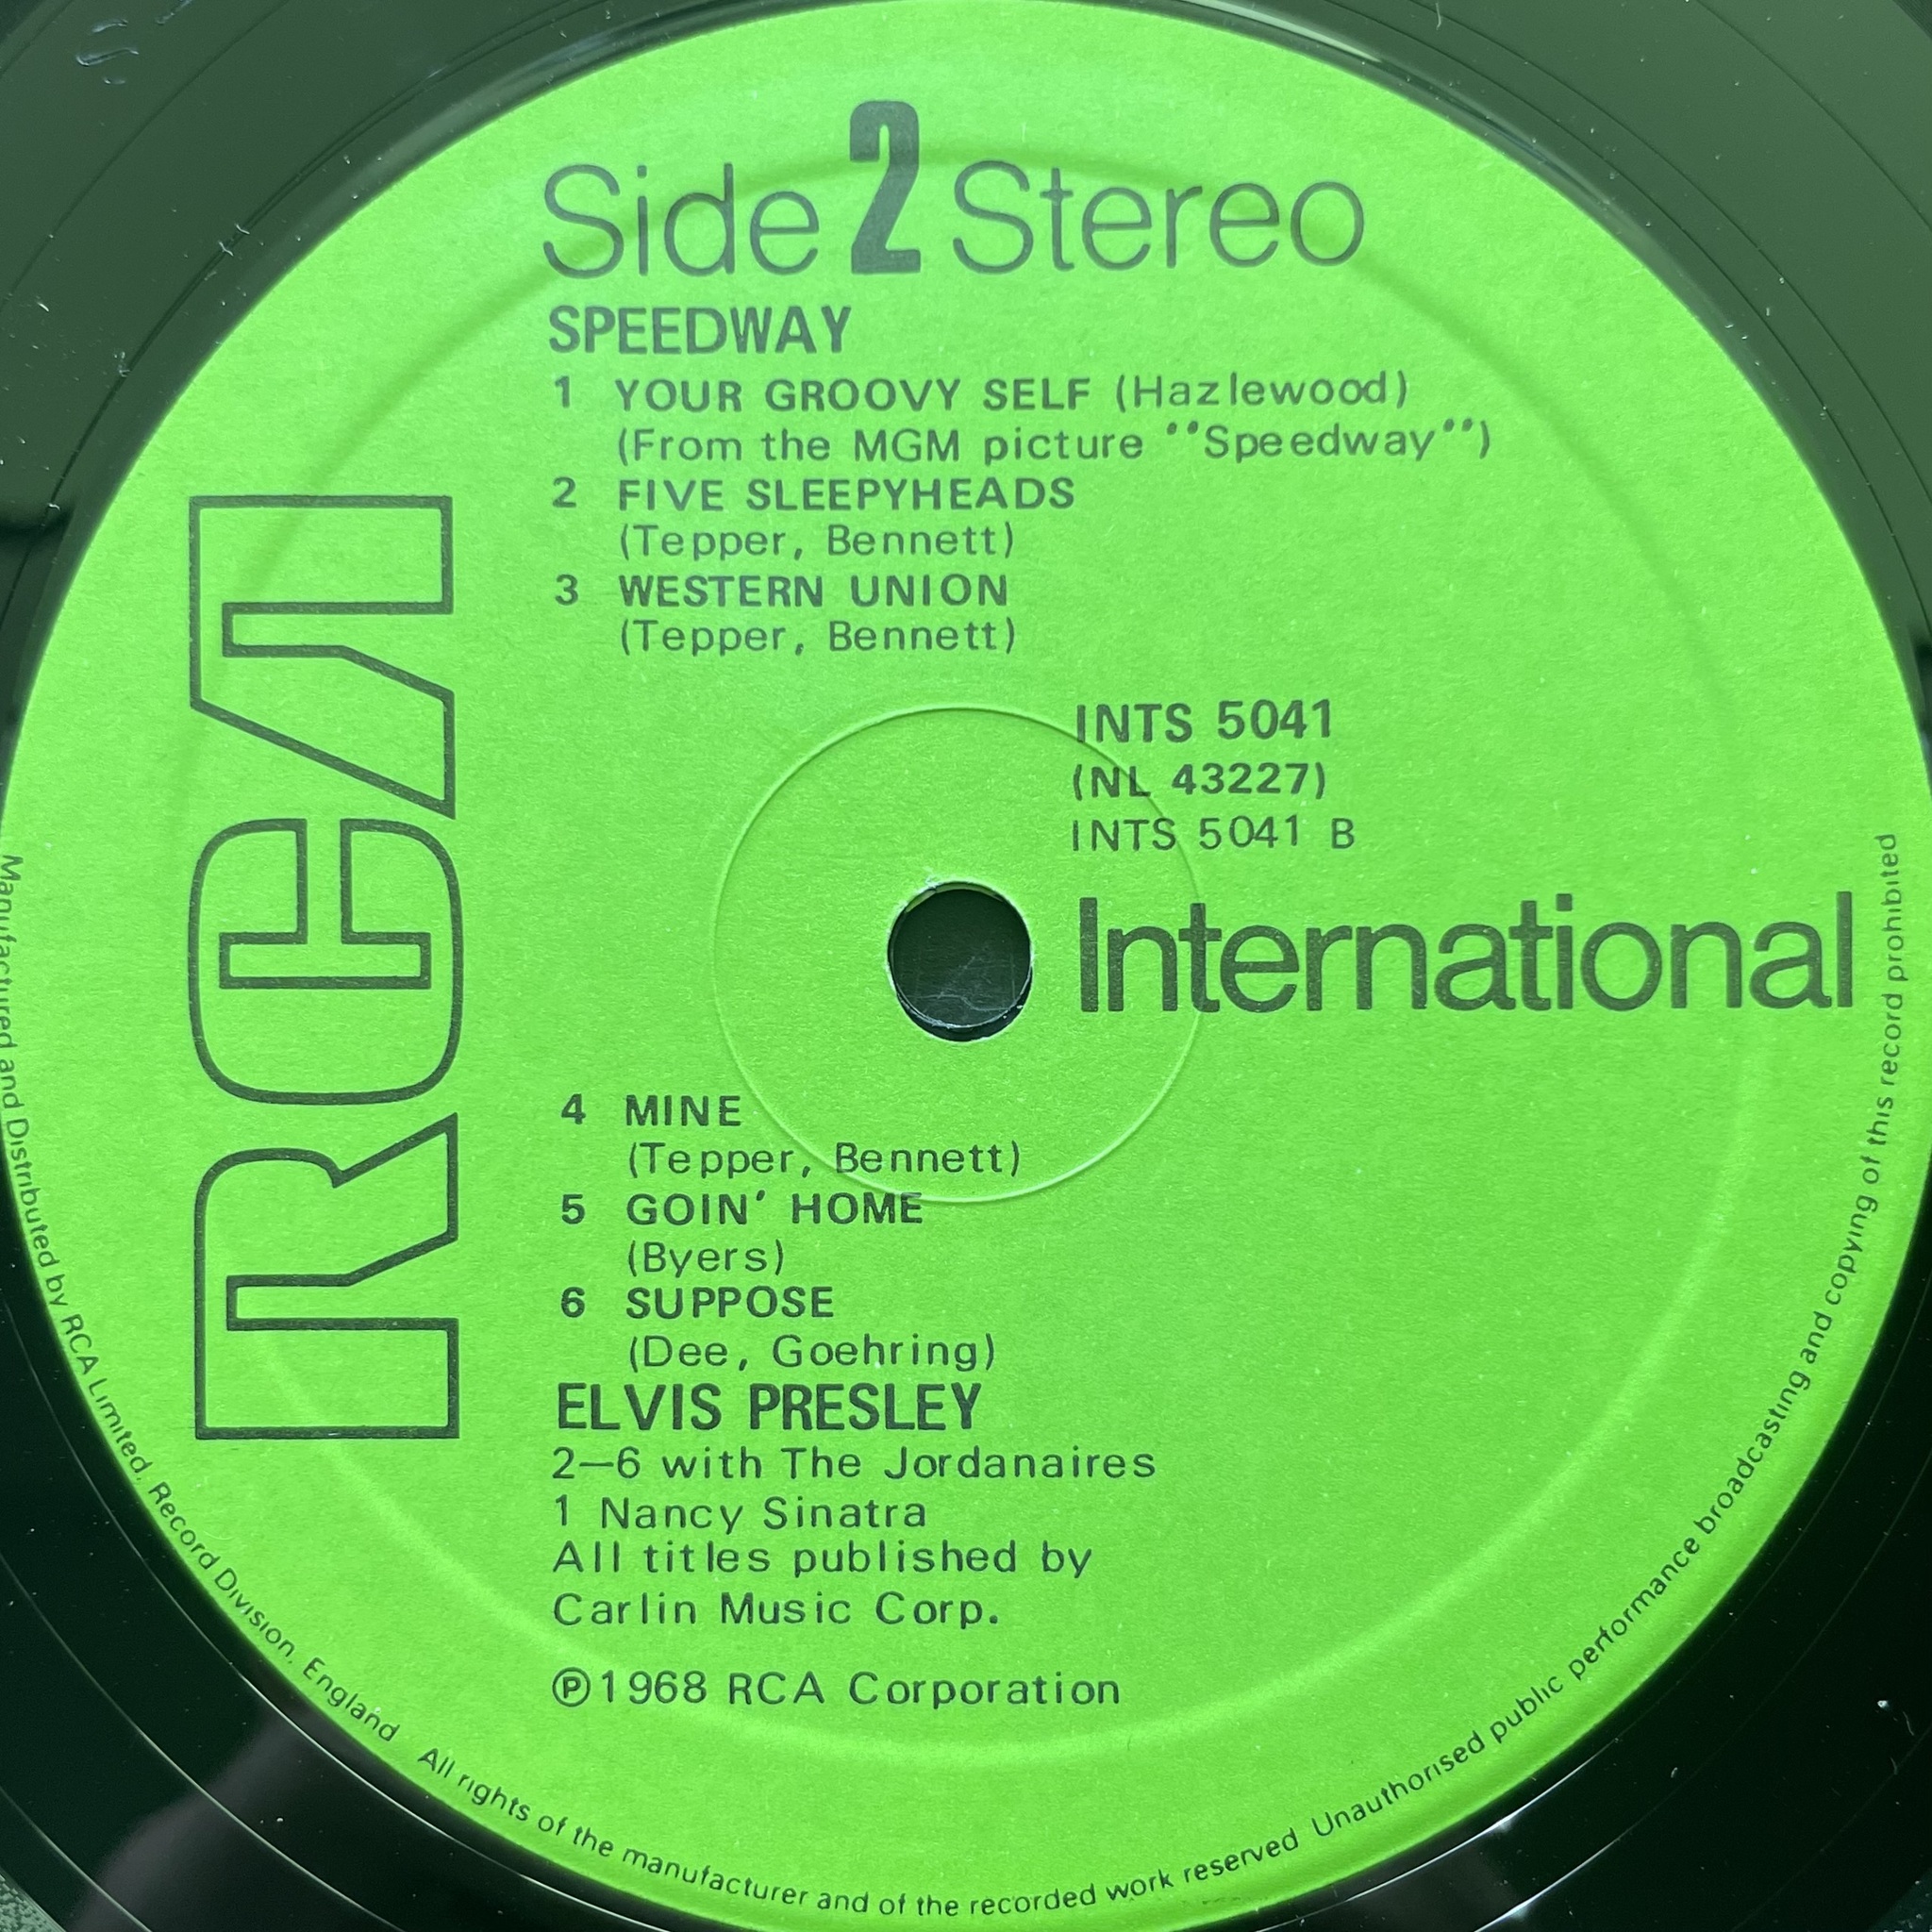 Side 2 Stereo
SPEEDWAY
1 YOUR GROOVY SELF (Hazlewood)
(From the MGM picture "Speedway")
2 FIVE SLEEPYHEADS
(Tepper, Bennett)
3 WESTERN UNION
(Tepper, Bennett)
INTS 5041
(NL 43227)
INTS 5041 B
RCA
International
4 MINE
(Tepper, Bennett)
5 GOIN' HOME
(Byers)
6 SUPPOSE
(Dee, Goehring)
ELVIS PRESLEY
2–6 with The Jordanaires
1 Nancy Sinatra
All titles published by
Carlin Music Corp.
℗1968 RCA Corporation
Manufactured and Distributed by RCA Limited, Record Division, England All rights of the manufacturer and of the recorded work reserved Unauthorised public performance broadcasting and copying of this record prohibited